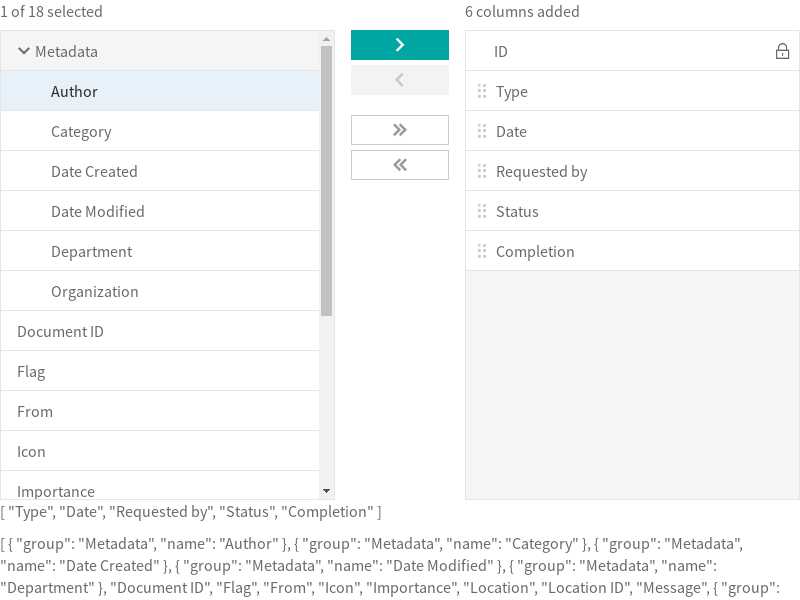 1 of 18 selected
6 columns added
Metadata
Author
Category
Date Created
Date Modified
Department
Organization
Document ID
Flag
From
Icon
Importance
ID
Type
Date
Requested by
Status
Completion
[ "Type", "Date", "Requested by", "Status", "Completion" ]
[ { "group": "Metadata", "name": "Author" }, { "group": "Metadata", "name": "Category" }, { "group": "Metadata",
"name": "Date Created" }, { "group": "Metadata", "name": "Date Modified" }, { "group": "Metadata", "name":
"Department" }, "Document ID", "Flag", "From", "Icon", "Importance", "Location", "Location ID", "Message", { "group":